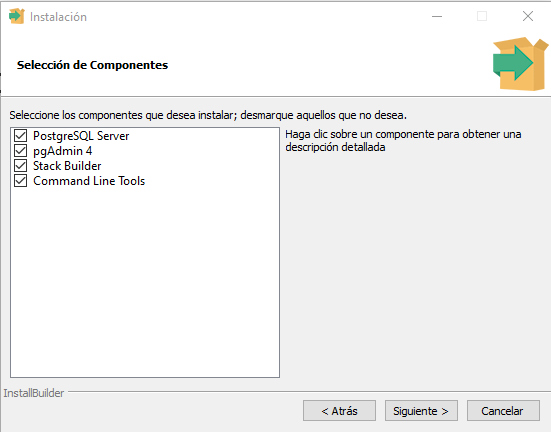 Instalación
Selección de Componentes
Seleccione los componentes que desea instalar; desmarque aquellos que no desea.
PostgreSQL Server
pgAdmin 4
Stack Builder
Command Line Tools
Haga clic sobre un componente para obtener una
descripción detallada
InstallBuilder
< Atrás
Siguiente >
Cancelar